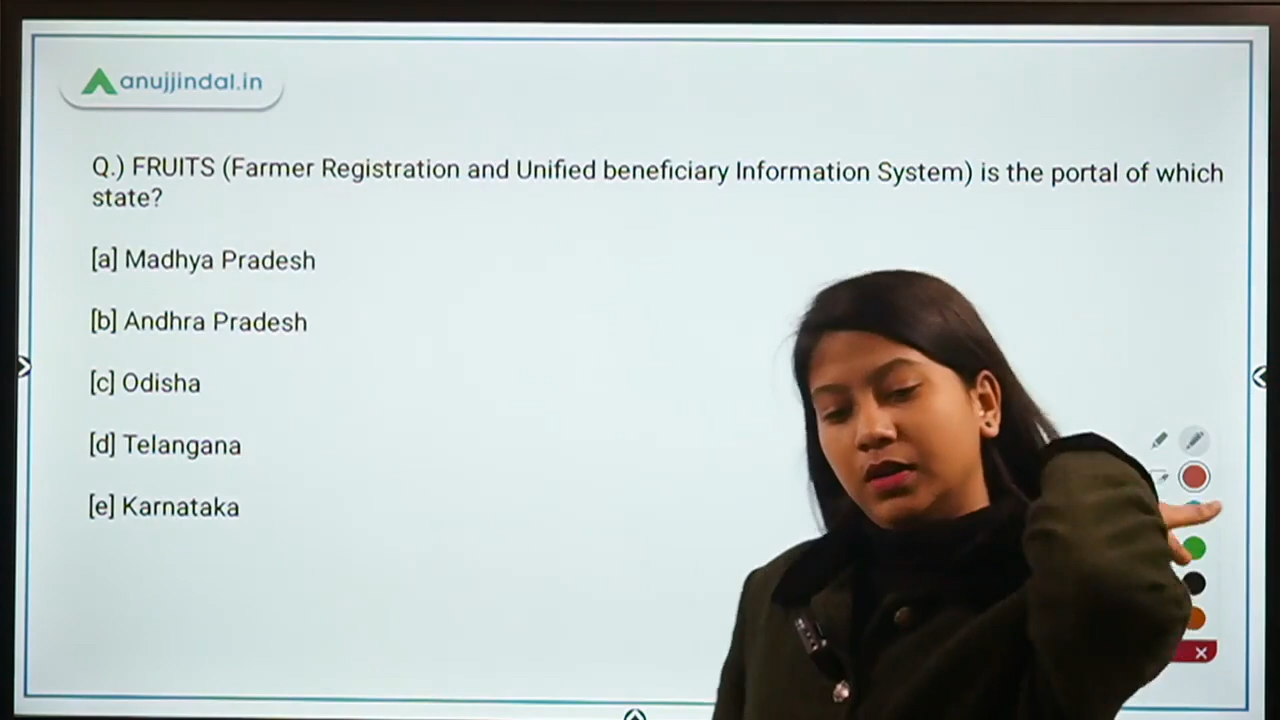 anujjindal.in
Q.) FRUITS (Farmer Registration and Unified beneficiary Information System) is the portal of which
state?
[a] Madhya Pradesh
[b] Andhra Pradesh
[c] Odisha
[d] Telangana
[e] Karnataka